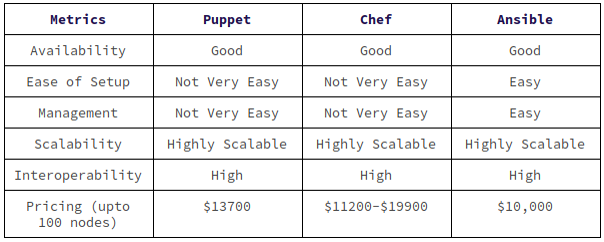 Metrics Puppet Chef Ansible
Availability Good Good Good
Ease of Setup Not Very Easy Not Very Easy Easy
Management Not Very Easy Not Very Easy Easy
Scalability Highly Scalable Highly Scalable Highly Scalable
Interoperability High High High
Pricing (upto $13700 $11200-$19900 $10,000
100 nodes)